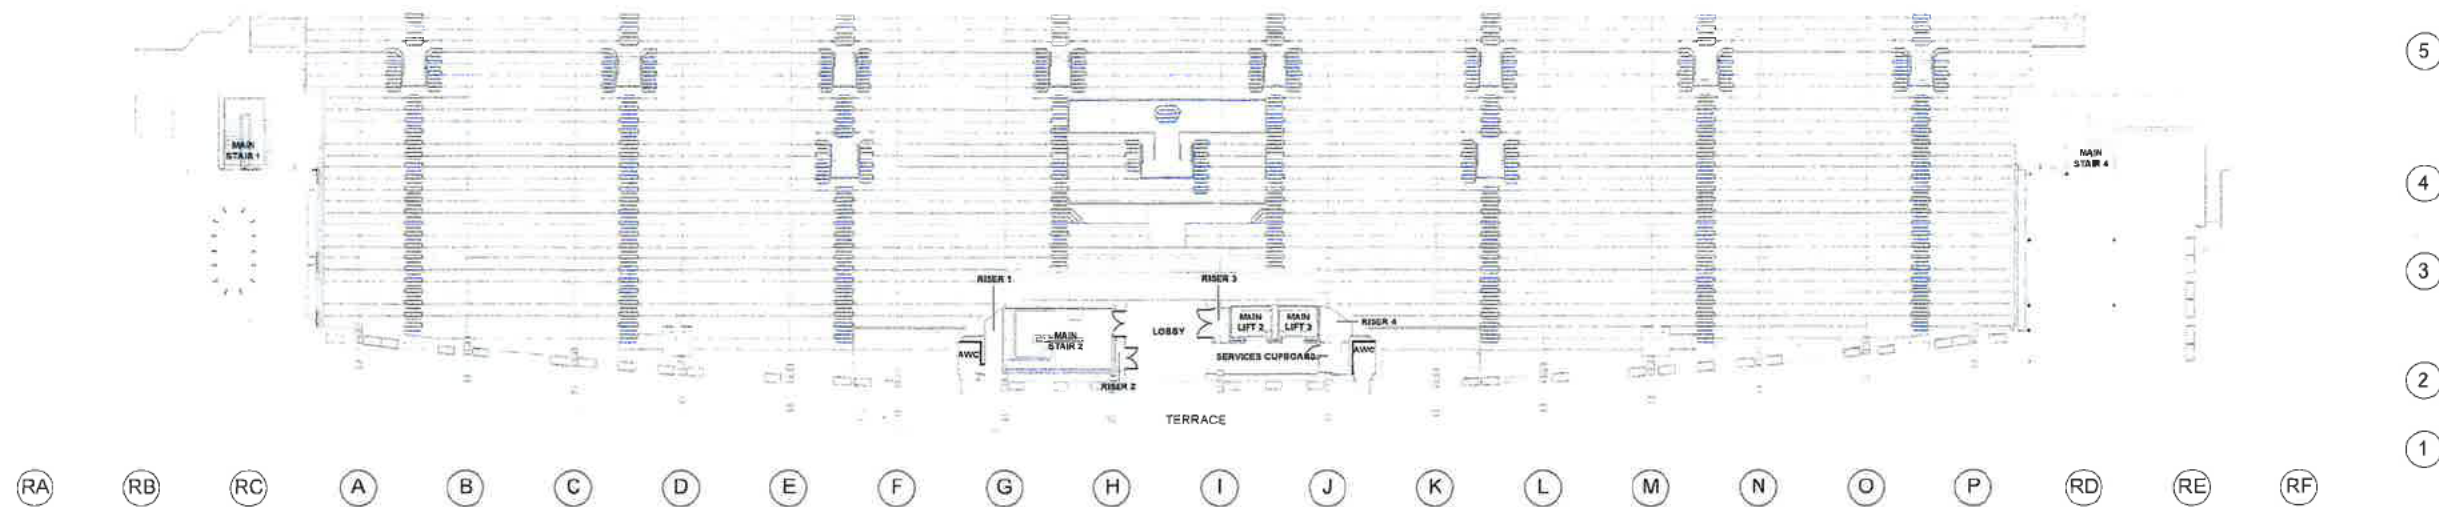 5
MAIN
STAIR 1
MAIN
STAIR 4
4
3
RISER 1
RISER 3
MAIN
LIFT 2
MAIN
LIFT 3
RISER 4
LOBBY
MAIN
STAIR 2
AWC
SERVICES CUPBOARD
AWC
RISER 2
2
TERRACE
1
RA RB RC A B C D E F G H I J K L M N O P RD RE RF